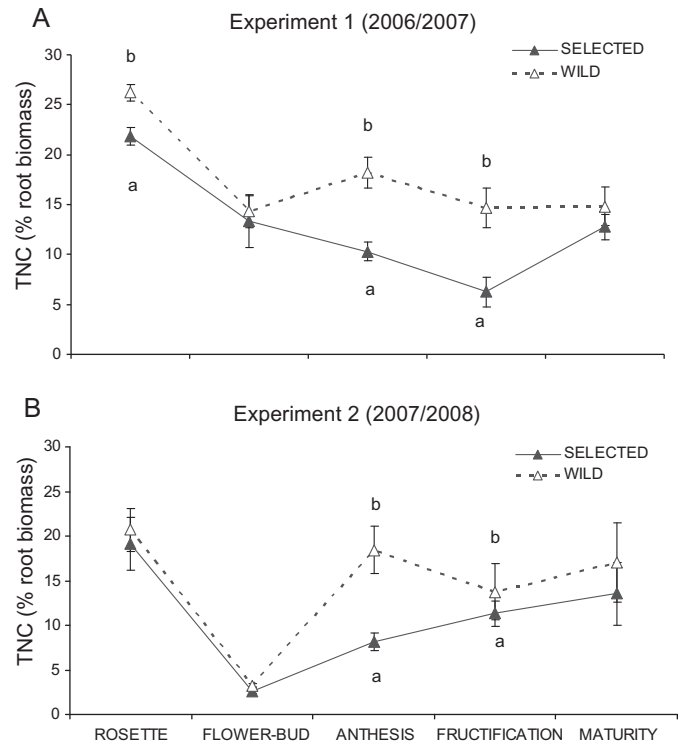 A
Experiment 1 (2006/2007)
TNC (% root biomass)
30
25
20
15
10
5
0
SELECTED
WILD
b
a
b
a
b
a
B
Experiment 2 (2007/2008)
TNC (% root biomass)
30
25
20
15
10
5
0
SELECTED
WILD
b
a
b
a
ROSETTE FLOWER-BUD ANTHESIS FRUCTIFICATION MATURITY